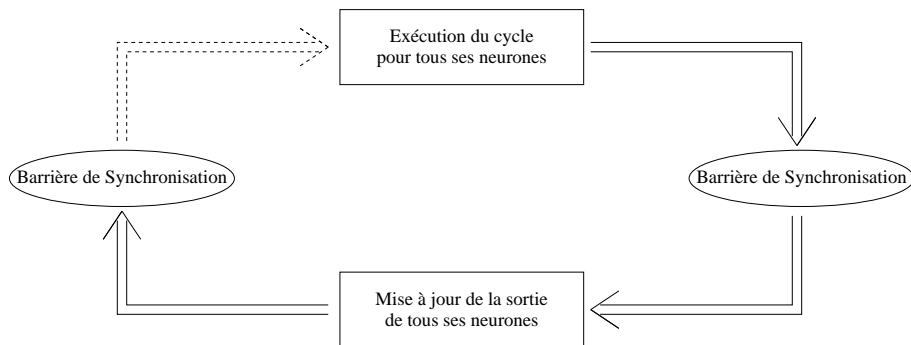 Exécution du cycle
pour tous ses neurones
Barrière de Synchronisation
Barrière de Synchronisation
Mise à jour de la sortie
de tous ses neurones